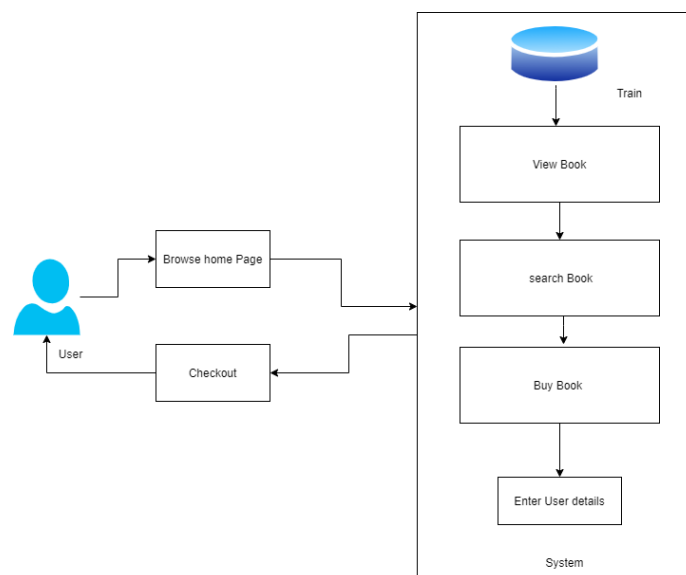 Train
View Book
Browse home Page
search Book
User
Checkout
Buy Book
Enter User details
System